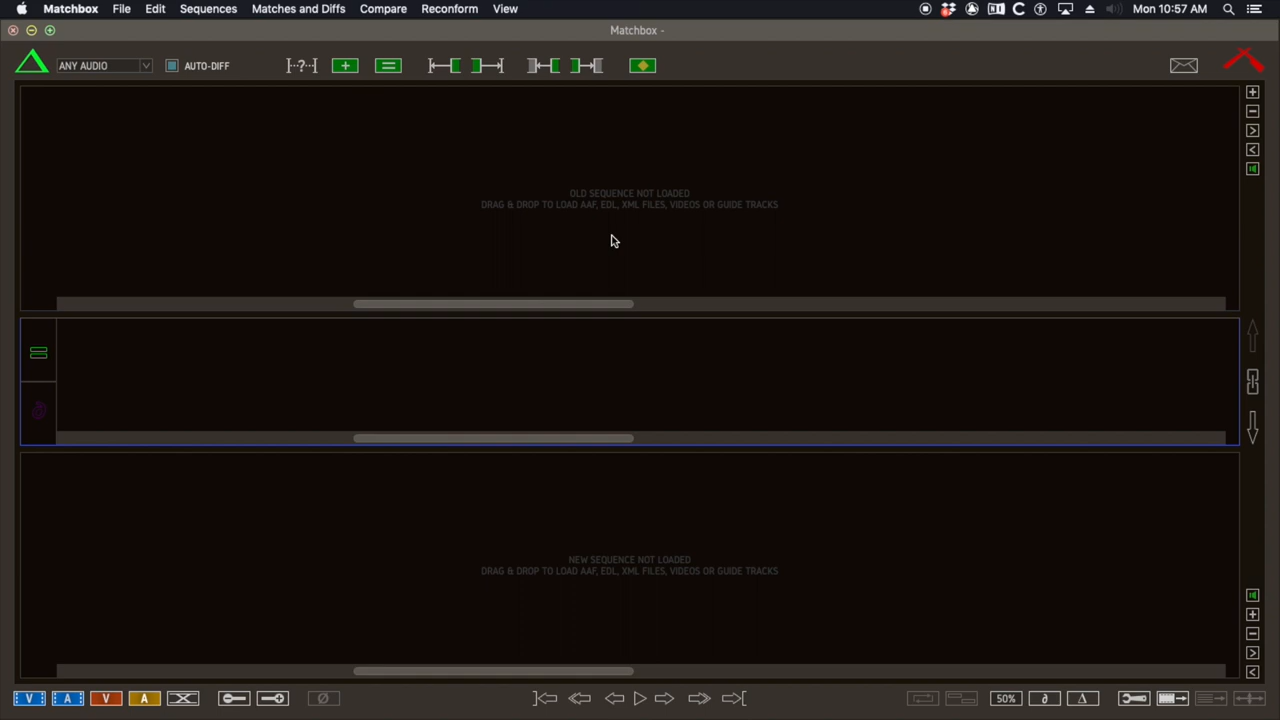 Matchbox File Edit Sequences Matches and Diffs Compare Reconform View Mon 10:57 AM
Matchbox -
ANY AUDIO AUTO-DIFF [··?··]
OLD SEQUENCE NOT LOADED
DRAG & DROP TO LOAD AAF, EDL, XML FILES, VIDEOS OR GUIDE TRACKS
NEW SEQUENCE NOT LOADED
DRAG & DROP TO LOAD AAF, EDL, XML FILES, VIDEOS OR GUIDE TRACKS
V A V A Ø 50% ∂ Δ